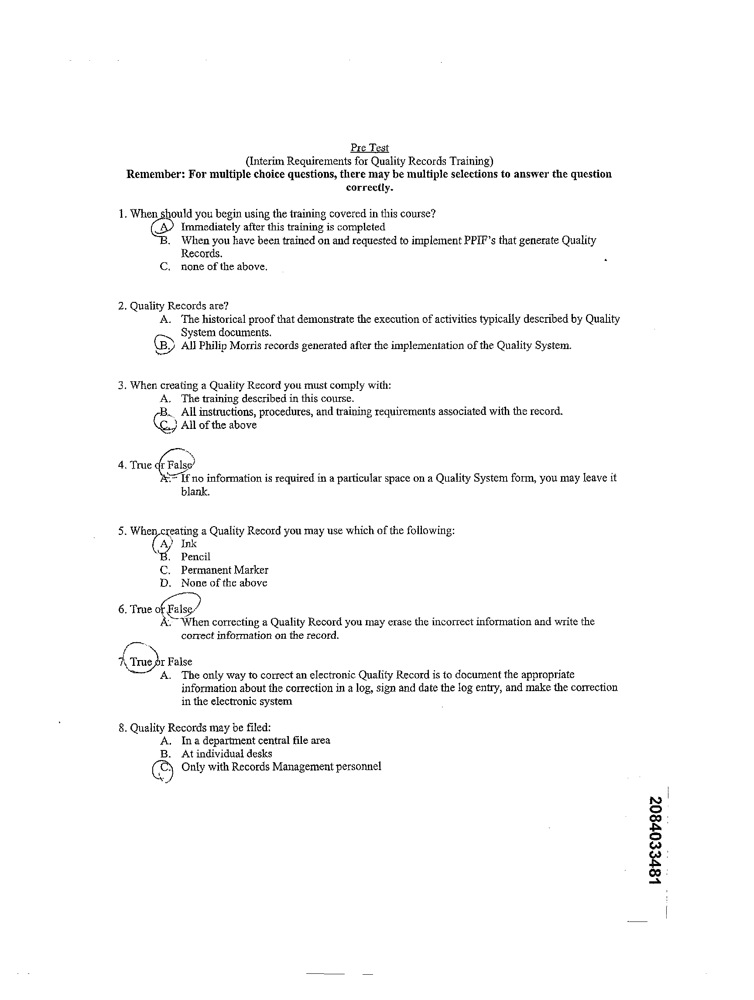 Pre Test
(Interim Requirements for Quality Records Training)
Remember: For multiple choice questions, there may be multiple selections to answer the question
correctly.
1. When should you begin using the training covered in this course?
A. Immediately after this training is completed
B. When you have been trained on and requested to implement PPIF's that generate Quality
Records.
C. none of the above.
2. Quality Records are?
A. The historical proof that demonstrate the execution of activities typically described by Quality
System documents.
B. All Philip Morris records generated after the implementation of the Quality System.
3. When creating a Quality Record you must comply with:
A. The training described in this course.
B. All instructions, procedures, and training requirements associated with the record.
C. All of the above
4. True or False
A. If no information is required in a particular space on a Quality System form, you may leave it
blank.
5. When creating a Quality Record you may use which of the following:
A. Ink
B. Pencil
C. Permanent Marker
D. None of the above
6. True or False
A. When correcting a Quality Record you may erase the incorrect information and write the
correct information on the record.
7. True or False
A. The only way to correct an electronic Quality Record is to document the appropriate
information about the correction in a log, sign and date the log entry, and make the correction
in the electronic system
8. Quality Records may be filed:
A. In a department central file area
B. At individual desks
C. Only with Records Management personnel
2084033481